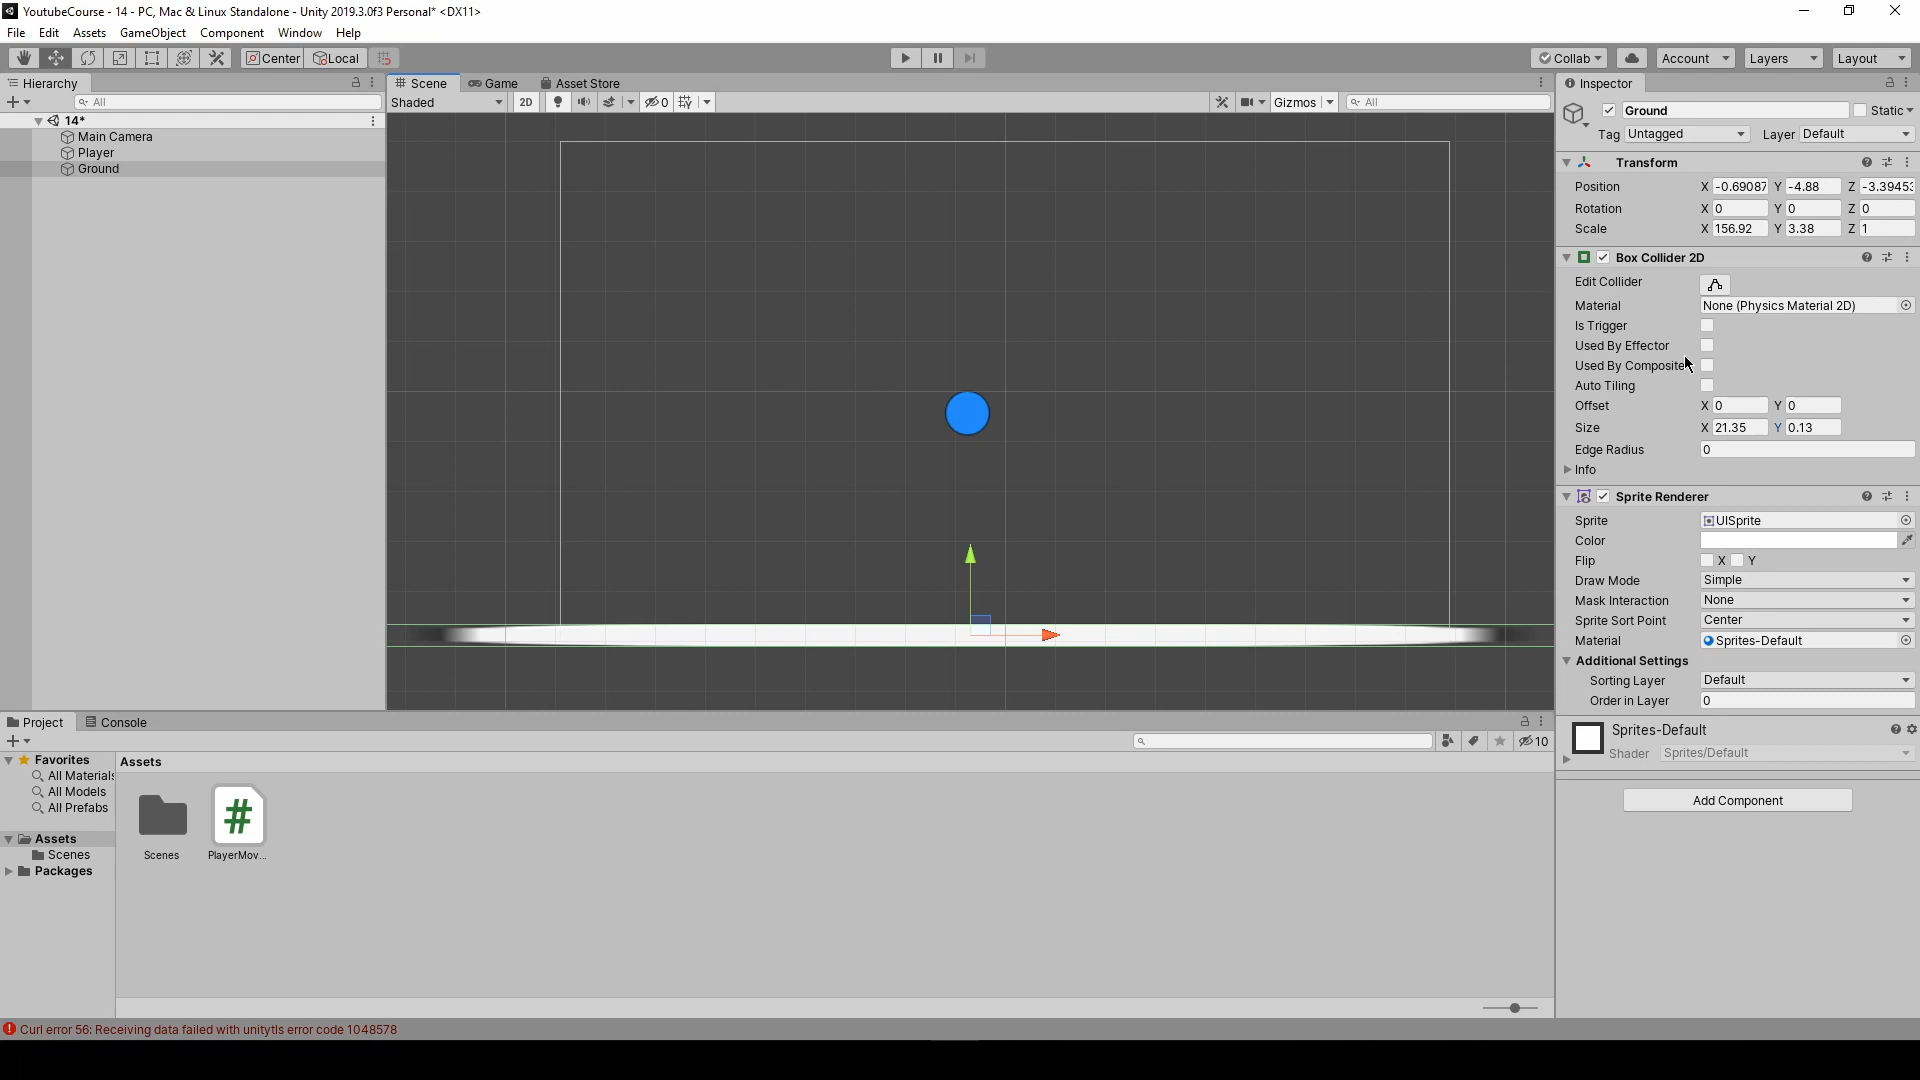 YoutubeCourse - 14 - PC, Mac & Linux Standalone - Unity 2019.3.0f3 Personal* <DX11>
File Edit Assets GameObject Component Window Help
Center Local Collab Account Layers Layout
Hierarchy
All
14*
Main Camera
Player
Ground
Scene Game Asset Store
Shaded 2D 0 Gizmos All
Inspector
Ground Static
Tag Untagged Layer Default
Transform
Position X -0.69087 Y -4.88 Z -3.39453
Rotation X 0 Y 0 Z 0
Scale X 156.92 Y 3.38 Z 1
Box Collider 2D
Edit Collider
Material None (Physics Material 2D)
Is Trigger
Used By Effector
Used By Composite
Auto Tiling
Offset X 0 Y 0
Size X 21.35 Y 0.13
Edge Radius 0
Info
Sprite Renderer
Sprite UISprite
Color
Flip X Y
Draw Mode Simple
Mask Interaction None
Sprite Sort Point Center
Material Sprites-Default
Additional Settings
Sorting Layer Default
Order in Layer 0
Sprites-Default
Shader Sprites/Default
Add Component
Project Console
10
Favorites
All Materials
All Models
All Prefabs
Assets
Scenes
Packages
Assets
Scenes PlayerMov...
Curl error 56: Receiving data failed with unitytls error code 1048578